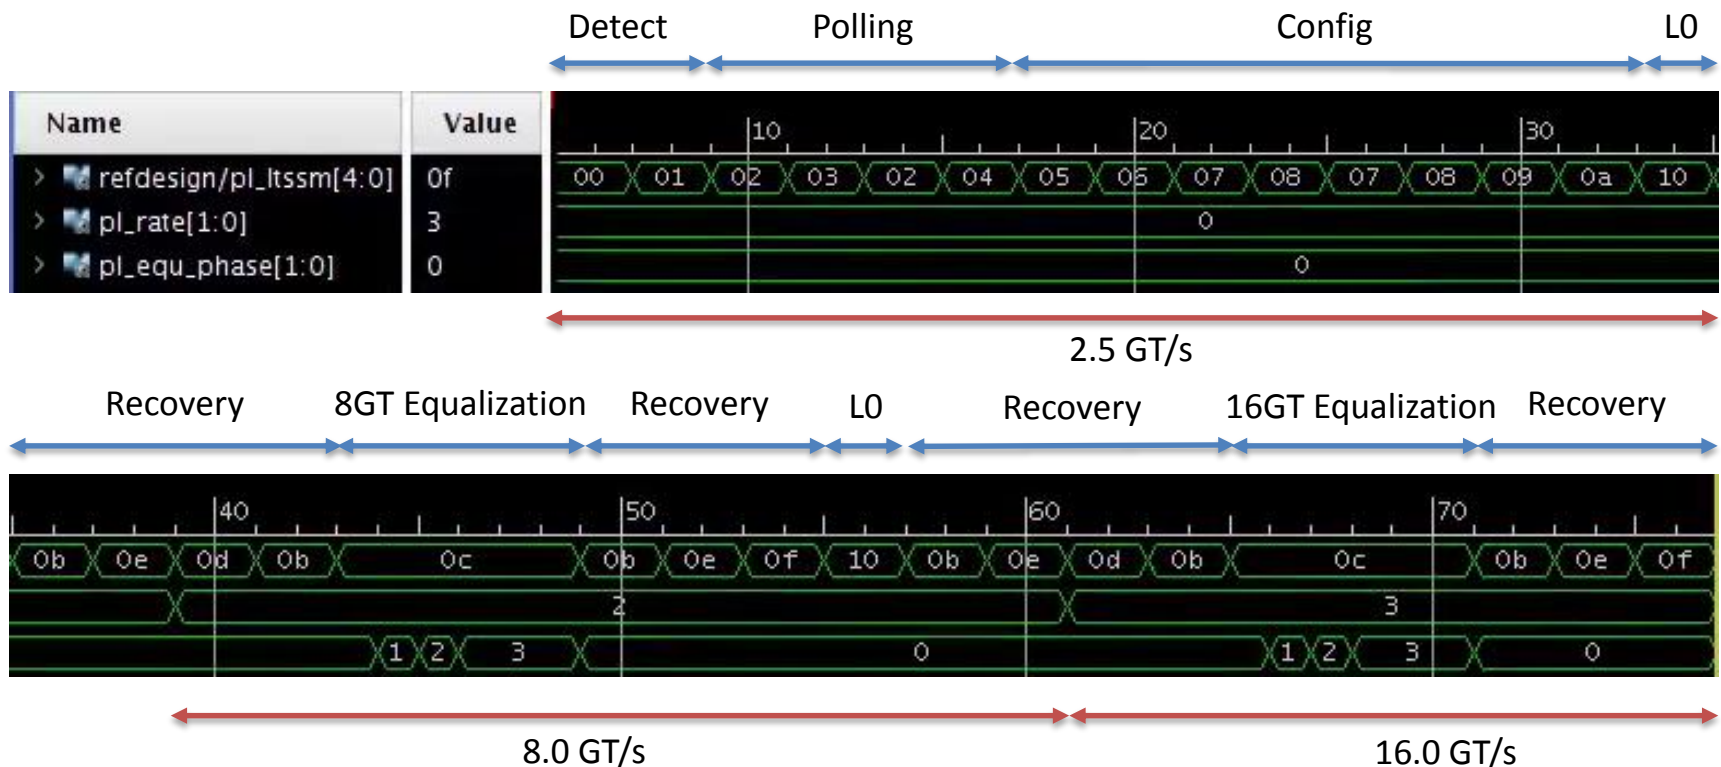 Detect Polling Config L0
Name Value 10 20 30
refdesign/pl_ltssm[4:0] 0f 00 01 02 03 02 04 05 06 07 08 07 08 09 0a 10
pl_rate[1:0] 3 0
pl_equ_phase[1:0] 0 0
2.5 GT/s
Recovery 8GT Equalization Recovery L0 Recovery 16GT Equalization Recovery
40 50 60 70
0b 0e 0d 0b 0c 0b 0e 0f 10 0b 0e 0d 0b 0c 0b 0e 0f
2 3
1 2 3 0 1 2 3 0
8.0 GT/s 16.0 GT/s